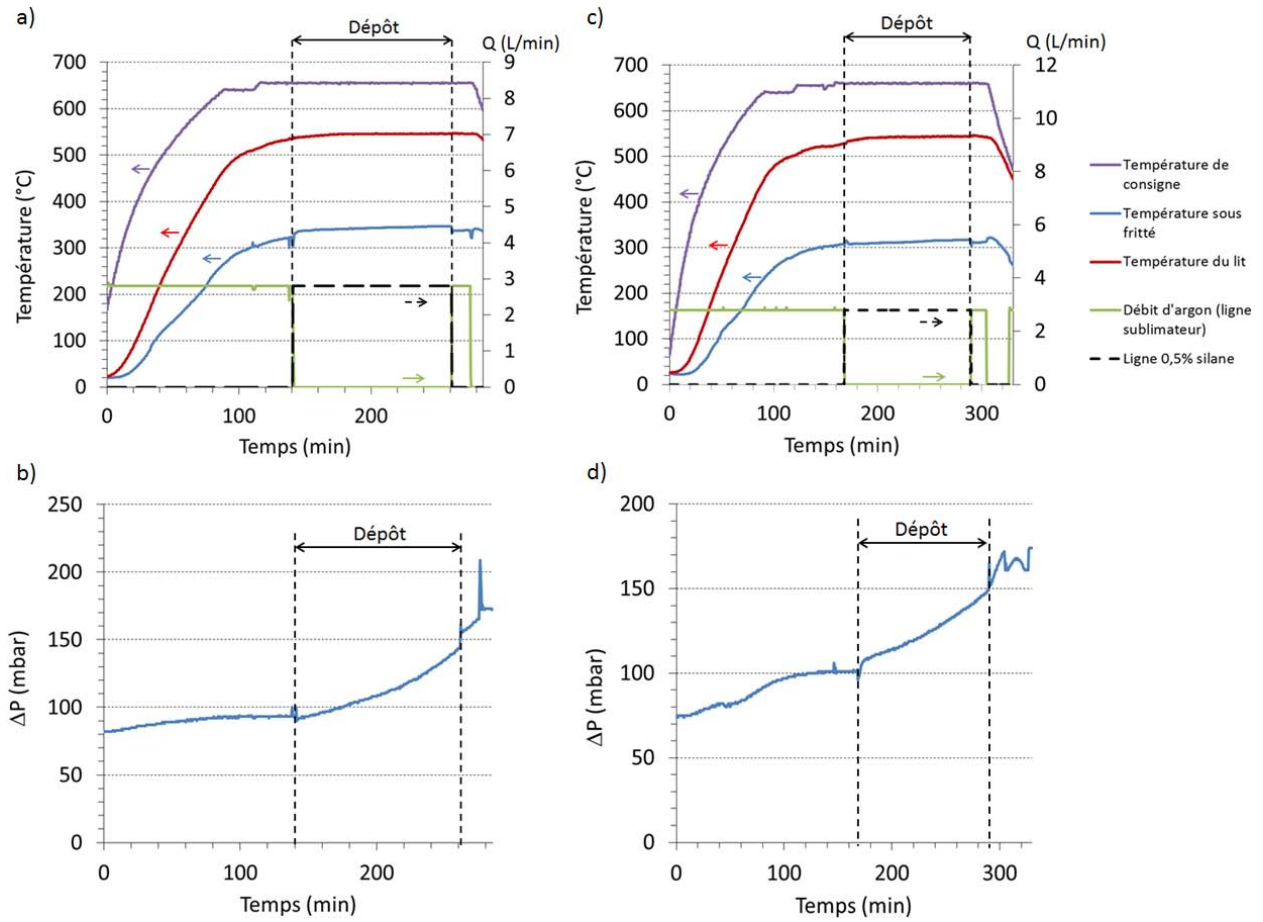 a)
Dépôt
Q (L/min)
700
600
500
400
300
200
100
0
Température (°C)
9
8
7
6
5
4
3
2
1
0
0
100
200
Temps (min)
c)
Dépôt
Q (L/min)
700
600
500
400
300
200
100
0
Température (°C)
12
10
8
6
4
2
0
0
100
200
300
Temps (min)
Température de
consigne
Température sous
fritté
Température du lit
Débit d'argon (ligne
sublimateur)
Ligne 0,5% silane
b)
250
200
150
100
50
0
ΔP (mbar)
Dépôt
0
100
200
Temps (min)
d)
200
150
100
50
0
ΔP (mbar)
Dépôt
0
100
200
300
Temps (min)